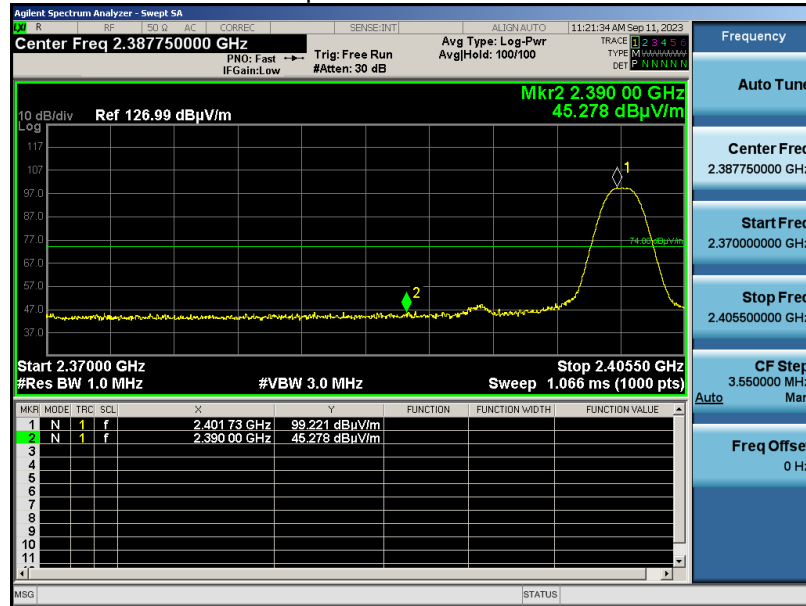 Agilent Spectrum Analyzer - Swept SA
LXI R RF 50 Ω AC CORREC SENSE:INT ALIGN AUTO 11:21:34 AM Sep 11, 2023
Center Freq 2.387750000 GHz
PNO: Fast
IFGain:Low
Trig: Free Run
#Atten: 30 dB
Avg Type: Log-Pwr
Avg|Hold: 100/100
TRACE 1 2 3 4 5 6
TYPE M
DET P N N N N N
Mkr2 2.390 00 GHz
45.278 dBµV/m
10 dB/div Ref 126.99 dBµV/m
Log
117
107
97.0
87.0
77.0
67.0
57.0
47.0
37.0
1
74.00 dBµV/m
2
Start 2.37000 GHz Stop 2.40550 GHz
#Res BW 1.0 MHz #VBW 3.0 MHz Sweep 1.066 ms (1000 pts)
MKR MODE TRC SCL X Y FUNCTION FUNCTION WIDTH FUNCTION VALUE
1 N 1 f 2.401 73 GHz 99.221 dBµV/m
2 N 1 f 2.390 00 GHz 45.278 dBµV/m
3
4
5
6
7
8
9
10
11
MSG STATUS
Frequency
Auto Tune
Center Freq
2.387750000 GHz
Start Freq
2.370000000 GHz
Stop Freq
2.405500000 GHz
CF Step
3.550000 MHz
Auto Man
Freq Offset
0 Hz